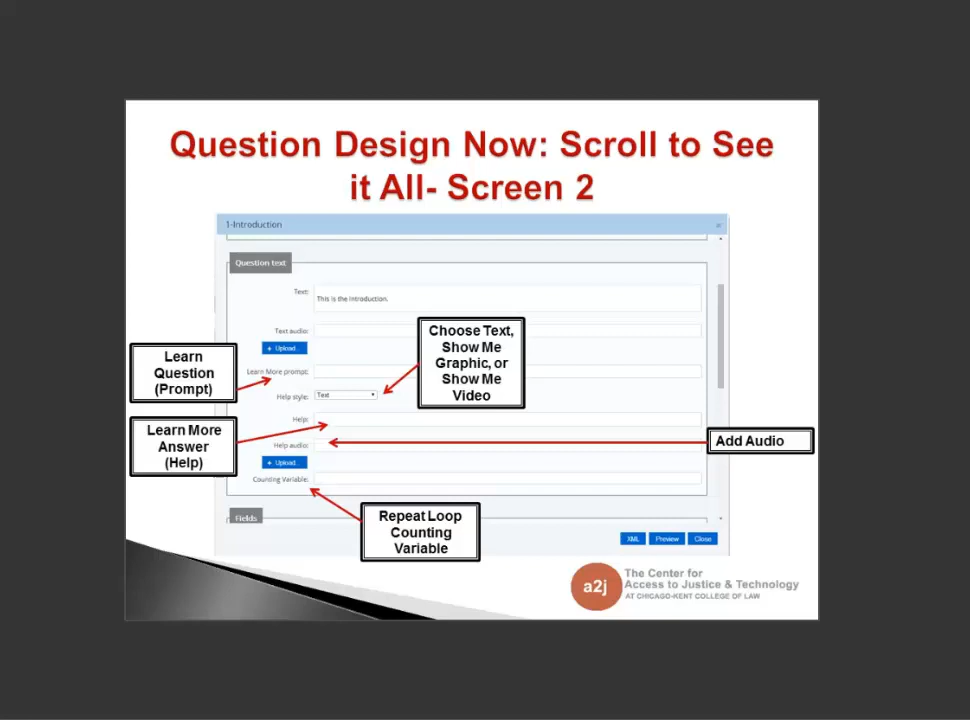 Question Design Now: Scroll to See
it All- Screen 2
1-Introduction
Question text
Text:
This is the Introduction.
Text audio:
+ Upload...
Choose Text,
Show Me
Graphic, or
Show Me
Video
Learn
Question
(Prompt)
Learn More prompt:
Help style:
Text
Learn More
Answer
(Help)
Help:
Help audio:
Add Audio
+ Upload...
Counting Variable:
Repeat Loop
Counting
Variable
Fields
XML
Preview
Close
a2j
The Center for
Access to Justice & Technology
AT CHICAGO-KENT COLLEGE OF LAW